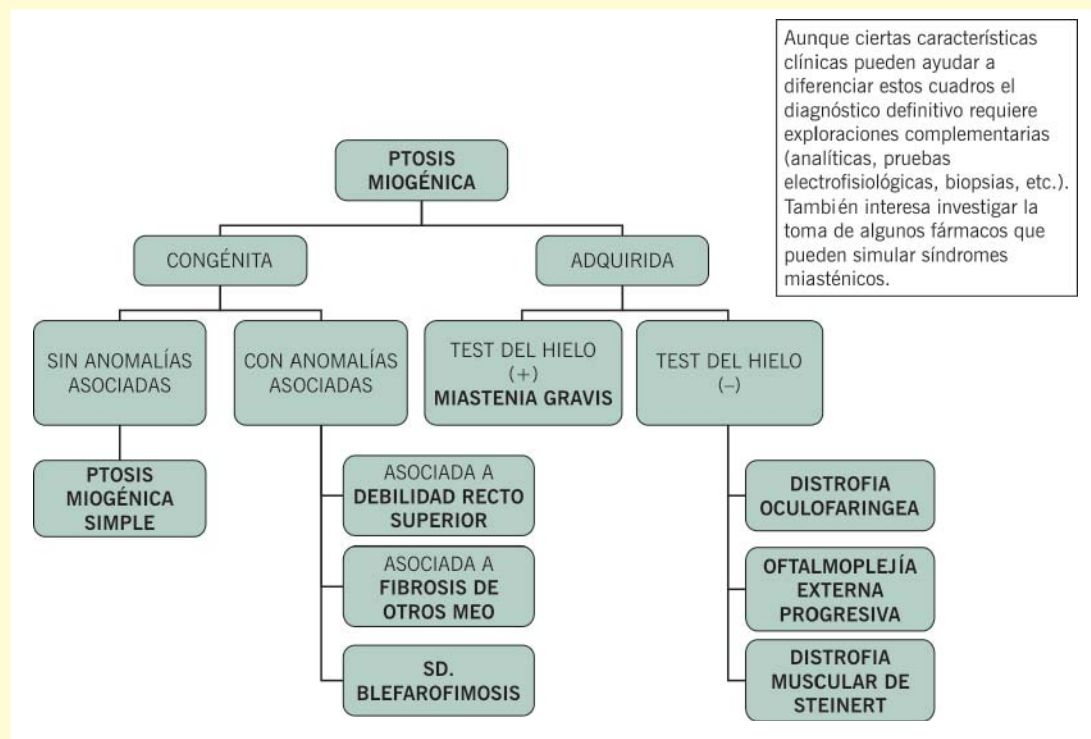 Aunque ciertas características
clínicas pueden ayudar a
diferenciar estos cuadros el
diagnóstico definitivo requiere
exploraciones complementarias
(analíticas, pruebas
electrofisiológicas, biopsias, etc.).
También interesa investigar la
toma de algunos fármacos que
pueden simular síndromes
miasténicos.
PTOSIS
MIOGÉNICA
CONGÉNITA
ADQUIRIDA
SIN ANOMALÍAS
ASOCIADAS
CON ANOMALÍAS
ASOCIADAS
TEST DEL HIELO
(+)
MIASTENIA GRAVIS
TEST DEL HIELO
(–)
PTOSIS
MIOGÉNICA
SIMPLE
ASOCIADA A
DEBILIDAD RECTO
SUPERIOR
ASOCIADA A
FIBROSIS DE
OTROS MEO
SD.
BLEFAROFIMOSIS
DISTROFIA
OCULOFARINGEA
OFTALMOPLEJÍA
EXTERNA
PROGRESIVA
DISTROFIA
MUSCULAR DE
STEINERT